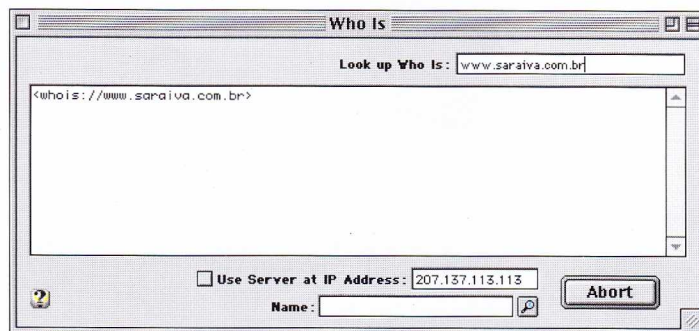 Who Is
Look up Who Is: www.saraiva.com.br
<whois://www.saraiva.com.br>
Use Server at IP Address: 207.137.113.113
Name:
Abort
?